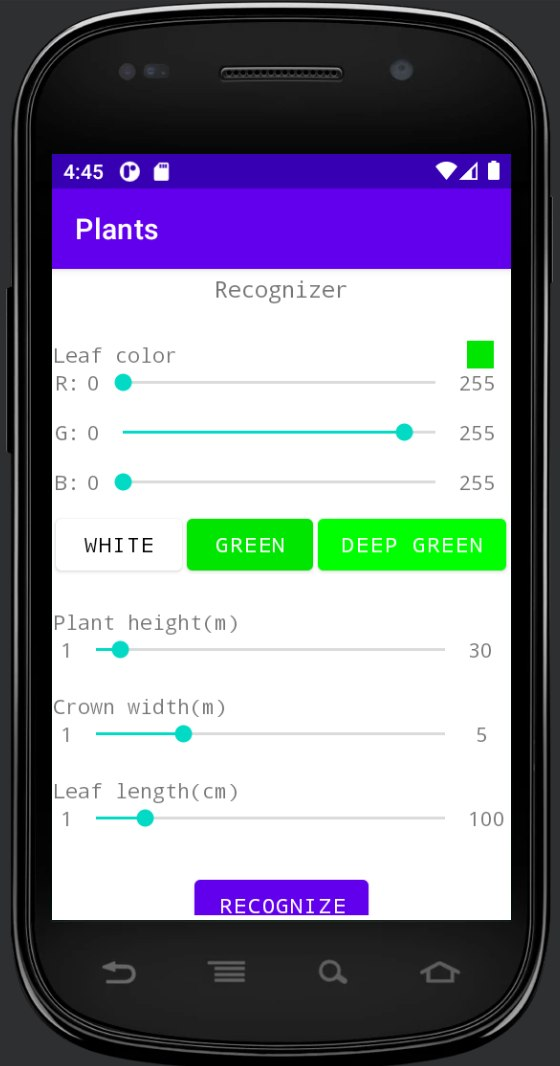 4:45
Plants
Recognizer
Leaf color
R: 0 255
G: 0 255
B: 0 255
WHITE GREEN DEEP GREEN
Plant height(m)
1 30
Crown width(m)
1 5
Leaf length(cm)
1 100
RECOGNIZE